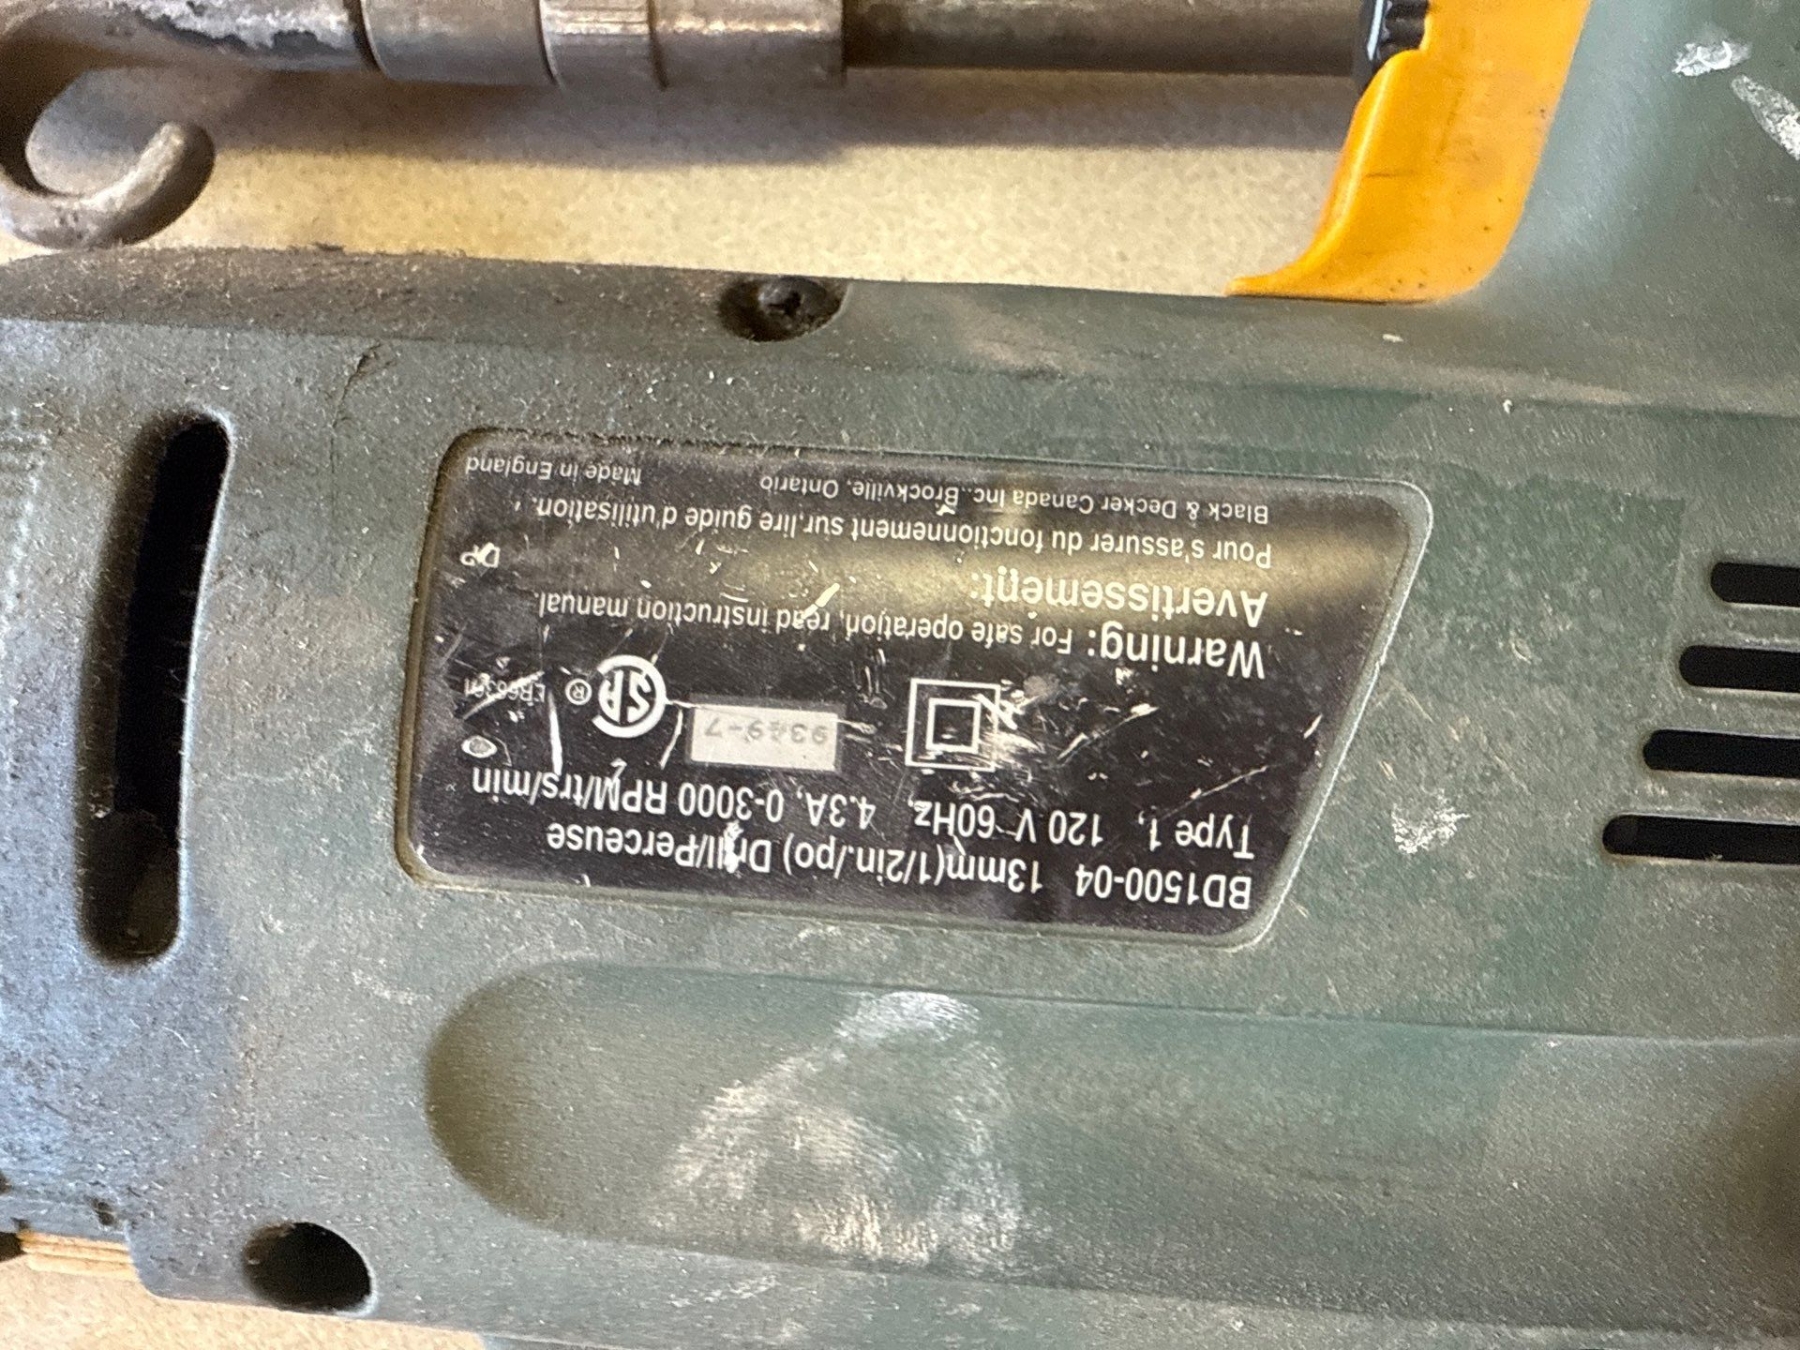 BD1500-04 13mm(1/2in./po) Drill/Perceuse
Type 1, 120 V 60Hz, 4.3A, 0-3000 RPM/trs/min
9349-7
SA ®
Warning: For safe operation, read instruction manual.
Avertissement:
Pour s'assurer du fonctionnement sur, lire guide d'utilisation.
Black & Decker Canada Inc., Brockville, Ontario Made in England